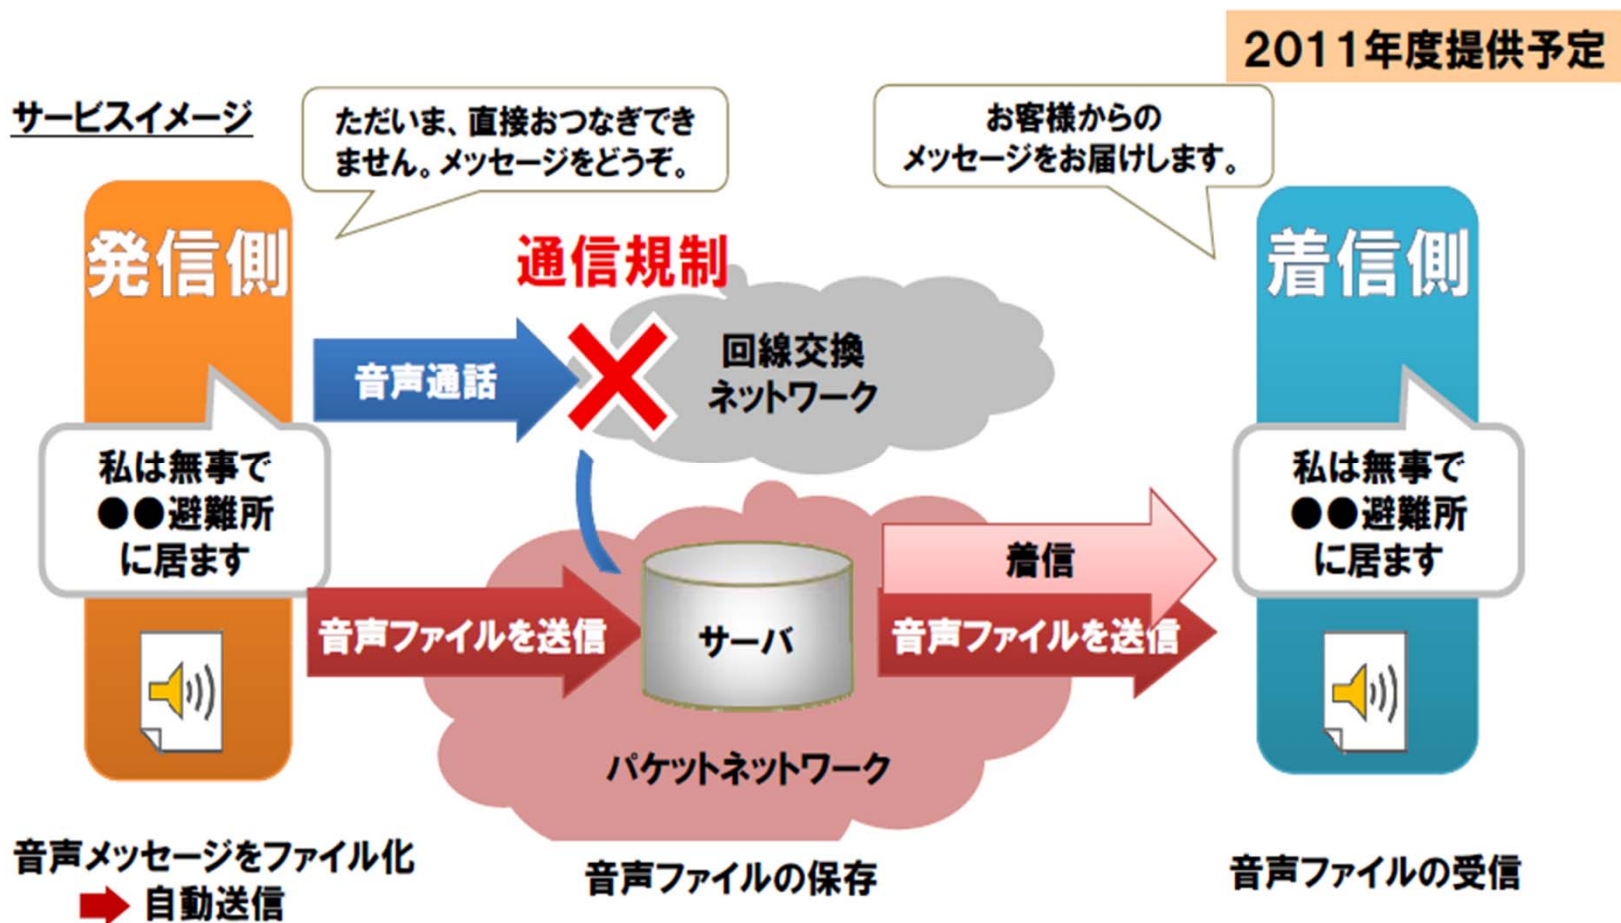 2011年度提供予定
サービスイメージ
ただいま、直接おつなぎでき
ません。メッセージをどうぞ。
お客様からの
メッセージをお届けします。
発信側
通信規制
着信側
音声通話
回線交換
ネットワーク
私は無事で
●●避難所
に居ます
着信
私は無事で
●●避難所
に居ます
音声ファイルを送信
サーバ
音声ファイルを送信
パケットネットワーク
音声メッセージをファイル化
自動送信
音声ファイルの保存
音声ファイルの受信